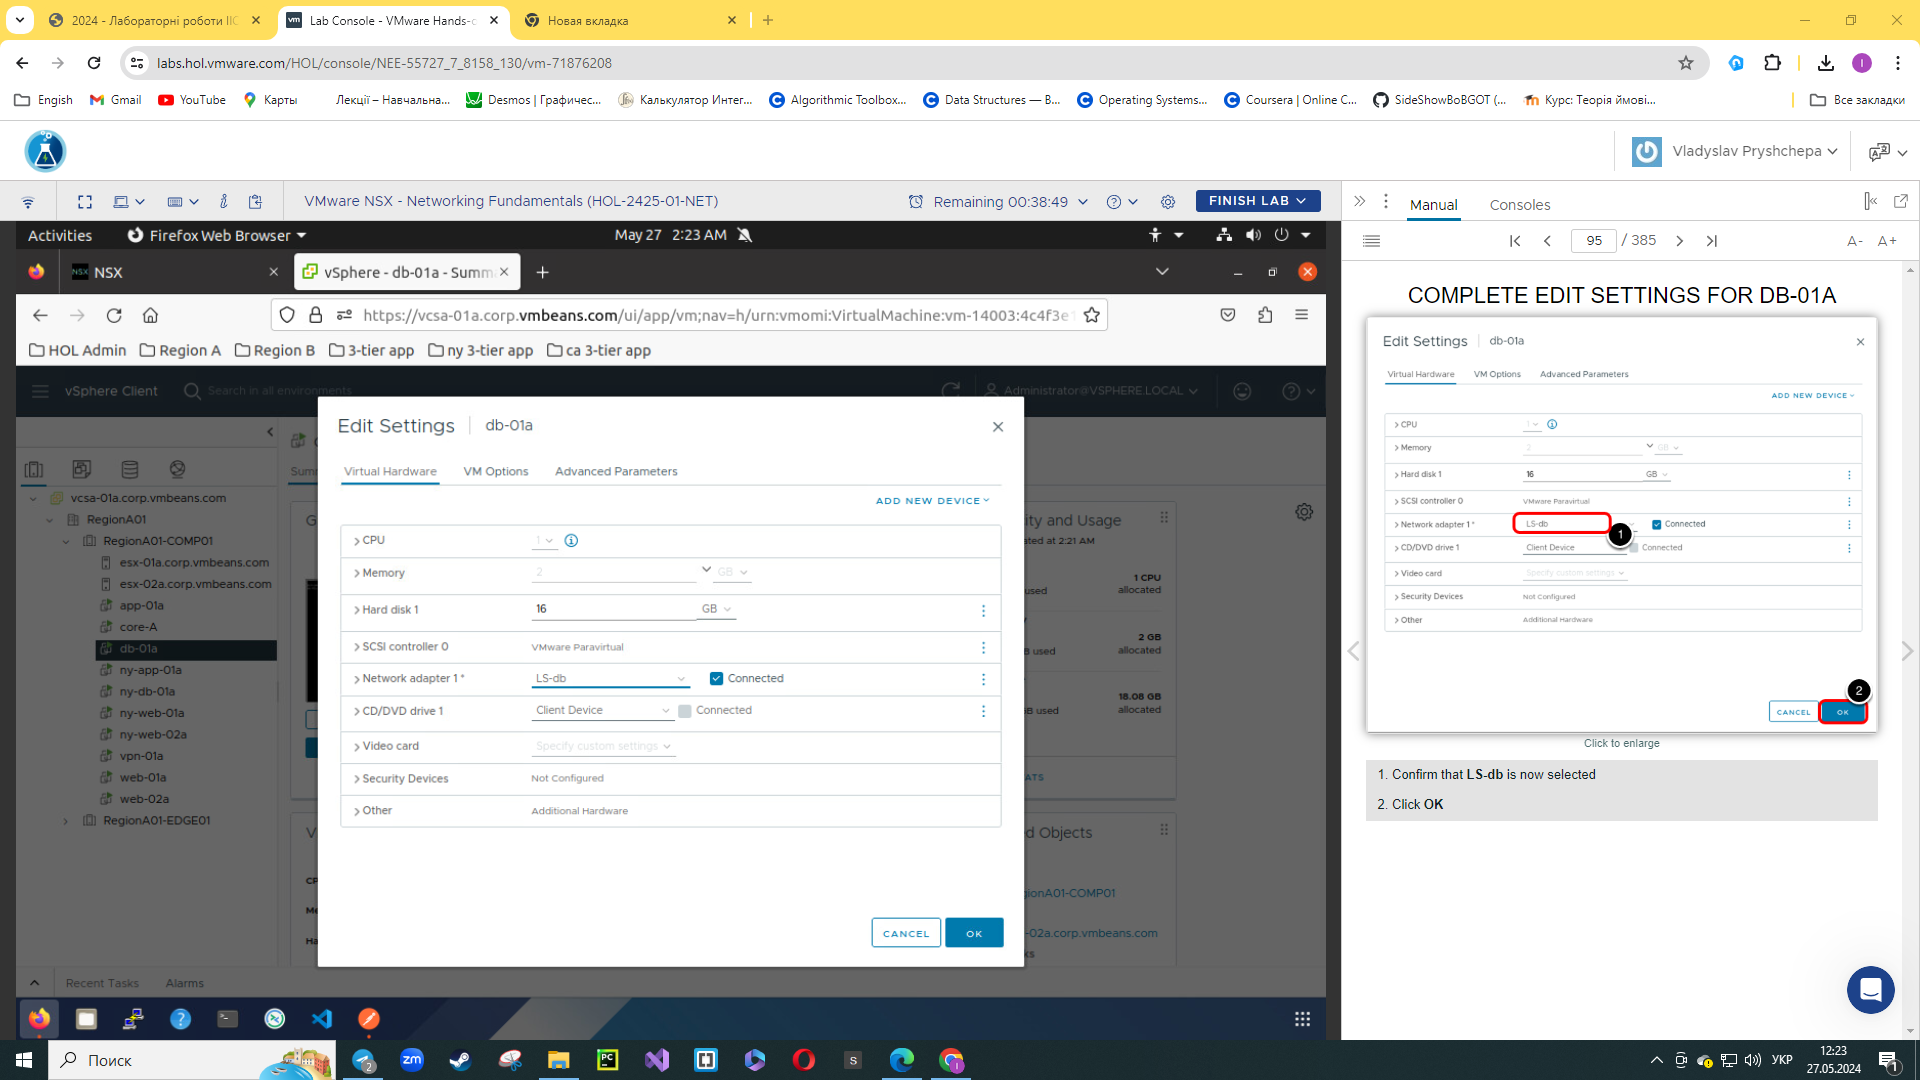 2024 - Лабораторні роботи ІІС
Lab Console - VMware Hands-o
Новая вкладка
labs.hol.vmware.com/HOL/console/NEE-55727_7_8158_130/vm-71876208
Engish
Gmail
YouTube
Карты
Лекції – Навчальна...
Desmos | Графичес...
Калькулятор Интег...
Algorithmic Toolbox...
Data Structures — B...
Operating Systems...
Coursera | Online C...
SideShowBoBGOT (...
Курс: Теорія ймові...
Все закладки
Vladyslav Pryshchepa
VMware NSX - Networking Fundamentals (HOL-2425-01-NET)
Remaining 00:38:49
FINISH LAB
Manual
Consoles
Activities
Firefox Web Browser
May 27 2:23 AM
95 / 385
A-
A+
NSX
vSphere - db-01a - Summ
https://vcsa-01a.corp.vmbeans.com/ui/app/vm;nav=h/urn:vmomi:VirtualMachine:vm-14003:4c4f3e1
HOL Admin
Region A
Region B
3-tier app
ny 3-tier app
ca 3-tier app
vSphere Client
Search in all environments
Administrator@VSPHERE.LOCAL
vcsa-01a.corp.vmbeans.com
RegionA01
RegionA01-COMP01
esx-01a.corp.vmbeans.com
esx-02a.corp.vmbeans.com
app-01a
core-A
db-01a
ny-app-01a
ny-db-01a
ny-web-01a
ny-web-02a
vpn-01a
web-01a
web-02a
RegionA01-EDGE01
Summ
Edit Settings
db-01a
Virtual Hardware
VM Options
Advanced Parameters
ADD NEW DEVICE
CPU
1
Memory
2
GB
Hard disk 1
16
GB
SCSI controller 0
VMware Paravirtual
Network adapter 1 *
LS-db
Connected
CD/DVD drive 1
Client Device
Connected
Video card
Specify custom settings
Security Devices
Not Configured
Other
Additional Hardware
CANCEL
OK
ity and Usage
ated at 2:21 AM
1 CPU
used
allocated
2 GB
B used
allocated
18.08 GB
B used
allocated
ATS
d Objects
gionA01-COMP01
-02a.corp.vmbeans.com
ks
Recent Tasks
Alarms
COMPLETE EDIT SETTINGS FOR DB-01A
Edit Settings
db-01a
Virtual Hardware
VM Options
Advanced Parameters
ADD NEW DEVICE
CPU
1
Memory
2
GB
Hard disk 1
16
GB
SCSI controller 0
VMware Paravirtual
Network adapter 1 *
LS-db
Connected
1
CD/DVD drive 1
Client Device
Connected
Video card
Specify custom settings
Security Devices
Not Configured
Other
Additional Hardware
2
CANCEL
OK
Click to enlarge
1. Confirm that LS-db is now selected
2. Click OK
Поиск
2
УКР
12:23
27.05.2024
1